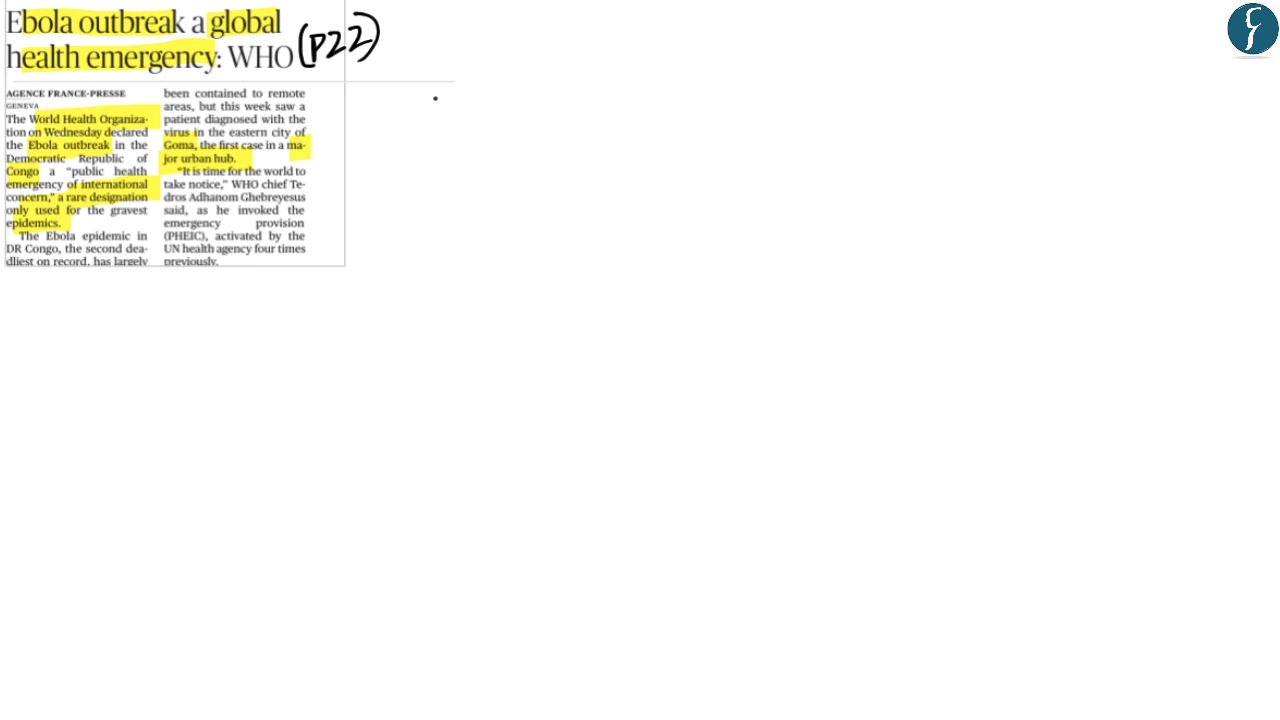 Ebola outbreak a global
health emergency: WHO (P22)
AGENCE FRANCE-PRESSE
GENEVA
The World Health Organiza-
tion on Wednesday declared
the Ebola outbreak in the
Democratic Republic of
Congo a “public health
emergency of international
concern,” a rare designation
only used for the gravest
epidemics.
The Ebola epidemic in
DR Congo, the second dea-
dliest on record, has largely
been contained to remote
areas, but this week saw a
patient diagnosed with the
virus in the eastern city of
Goma, the first case in a ma-
jor urban hub.
“It is time for the world to
take notice,” WHO chief Te-
dros Adhanom Ghebreyesus
said, as he invoked the
emergency provision
(PHEIC), activated by the
UN health agency four times
previously.